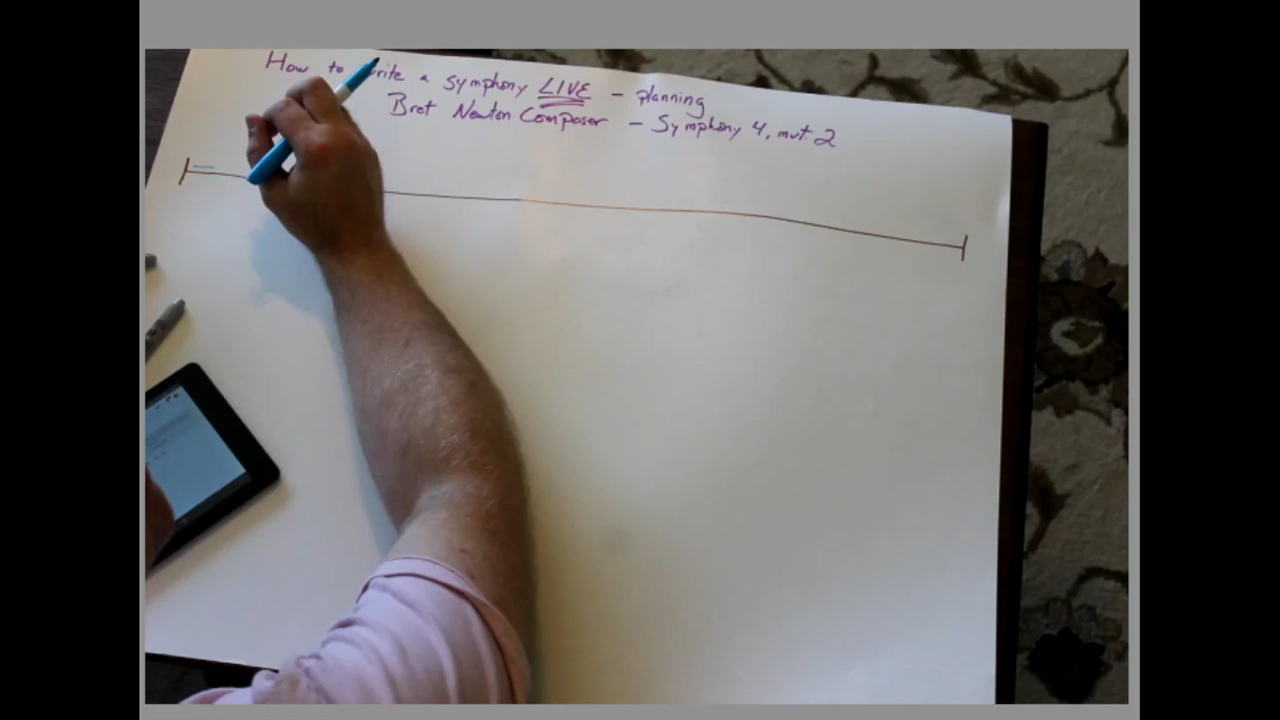 How to write a symphony LIVE - planning
Bret Newton Composer - Symphony 4, mvt. 2